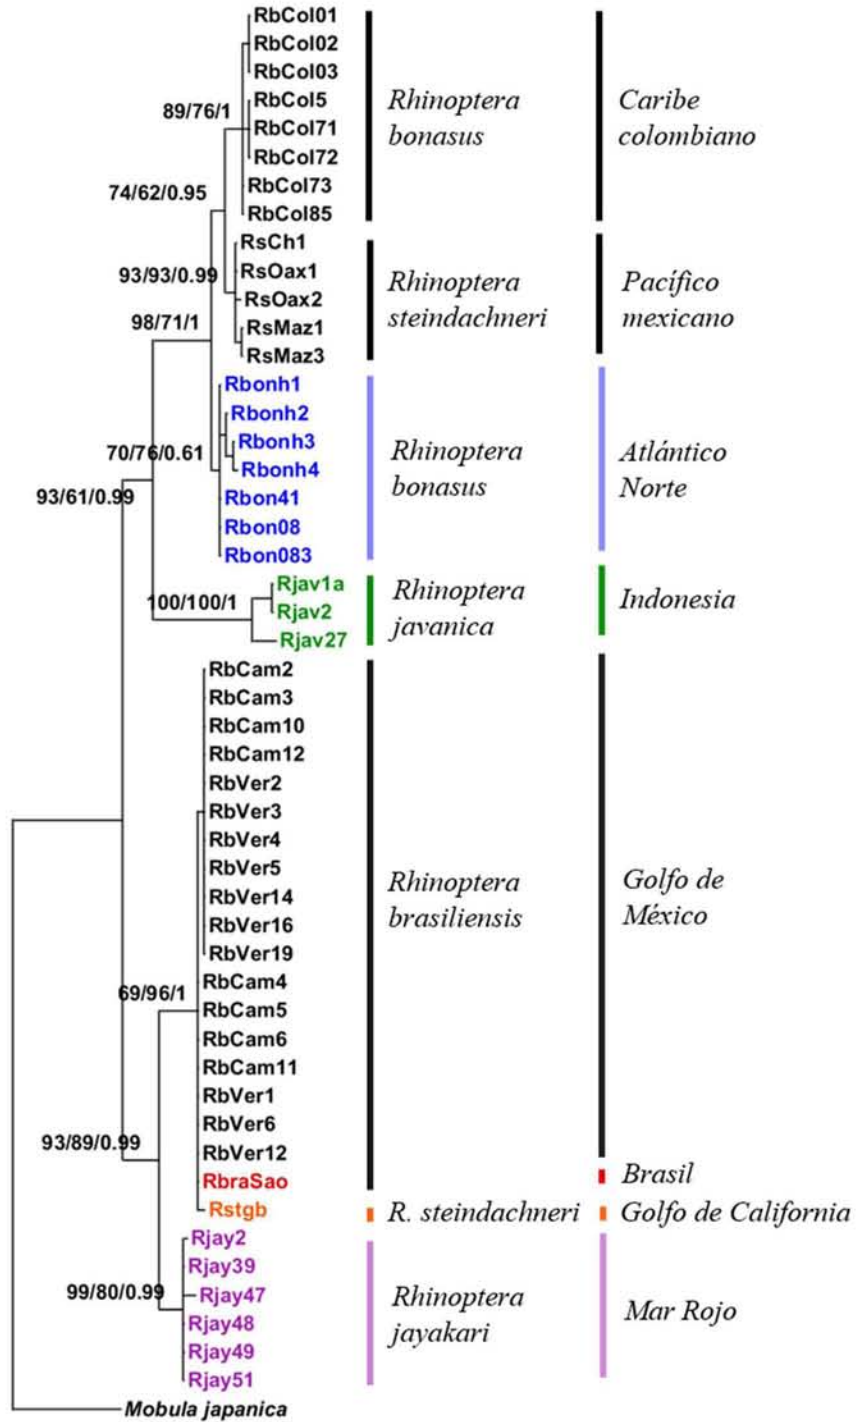 RbCol01
RbCol02
RbCol03
RbCol5
RbCol71
RbCol72
RbCol73
RbCol85
89/76/1
Rhinoptera
bonasus
Caribe
colombiano
74/62/0.95
RsCh1
RsOax1
RsOax2
RsMaz1
RsMaz3
93/93/0.99
Rhinoptera
steindachneri
Pacífico
mexicano
98/71/1
Rbonh1
Rbonh2
Rbonh3
Rbonh4
Rbon41
Rbon08
Rbon083
70/76/0.61
Rhinoptera
bonasus
Atlántico
Norte
93/61/0.99
Rjav1a
Rjav2
Rjav27
100/100/1
Rhinoptera
javanica
Indonesia
RbCam2
RbCam3
RbCam10
RbCam12
RbVer2
RbVer3
RbVer4
RbVer5
RbVer14
RbVer16
RbVer19
RbCam4
RbCam5
RbCam6
RbCam11
RbVer1
RbVer6
RbVer12
RbraSao
69/96/1
Rhinoptera
brasiliensis
Golfo de
México
Brasil
93/89/0.99
Rstgb
R. steindachneri
Golfo de California
Rjay2
Rjay39
Rjay47
Rjay48
Rjay49
Rjay51
99/80/0.99
Rhinoptera
jayakari
Mar Rojo
Mobula japanica